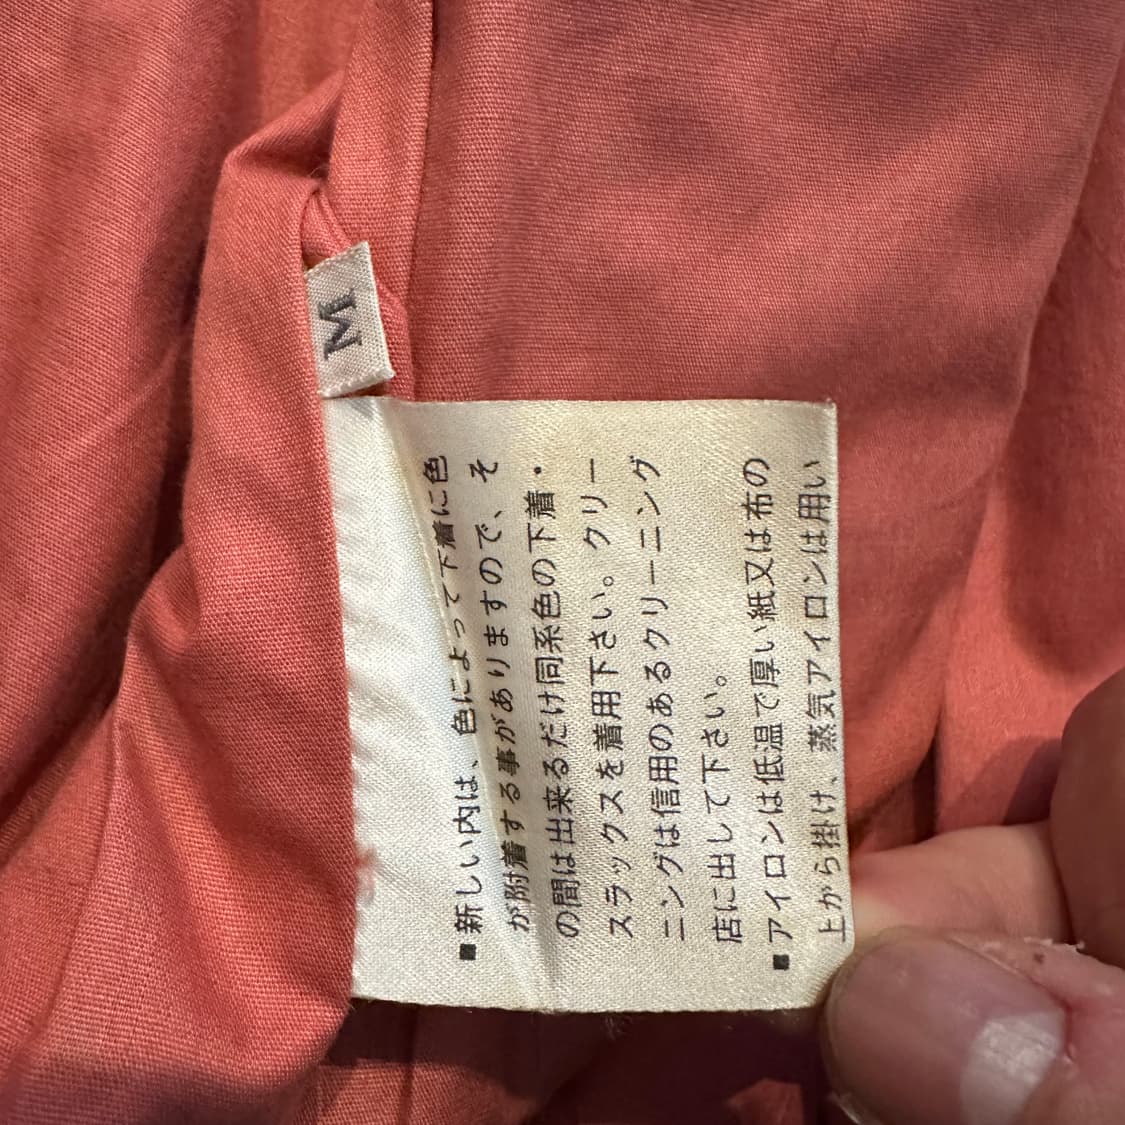 M
■新しい内は、色によって下着に色
が附着する事がありますので、そ
の間は出来るだけ同系色の下着・
スラックスを着用下さい。クリー
ニングは信用のあるクリーニング
店に出して下さい。
■アイロンは低温で厚い紙又は布の
上から掛け、蒸気アイロンは用い